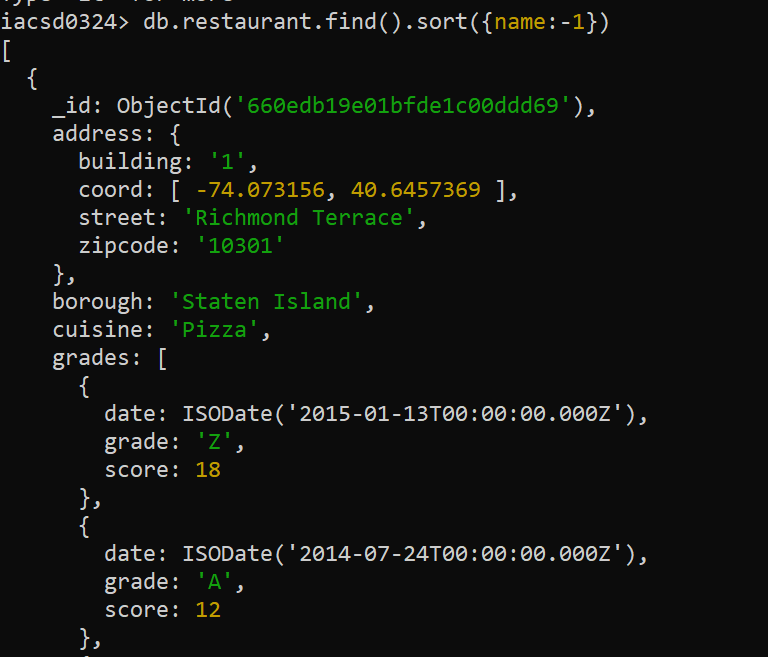 iacsd0324> db.restaurant.find().sort({name:-1})
[
  {
    _id: ObjectId('660edb19e01bfde1c00ddd69'),
    address: {
      building: '1',
      coord: [ -74.073156, 40.6457369 ],
      street: 'Richmond Terrace',
      zipcode: '10301'
    },
    borough: 'Staten Island',
    cuisine: 'Pizza',
    grades: [
      {
        date: ISODate('2015-01-13T00:00:00.000Z'),
        grade: 'Z',
        score: 18
      },
      {
        date: ISODate('2014-07-24T00:00:00.000Z'),
        grade: 'A',
        score: 12
      },